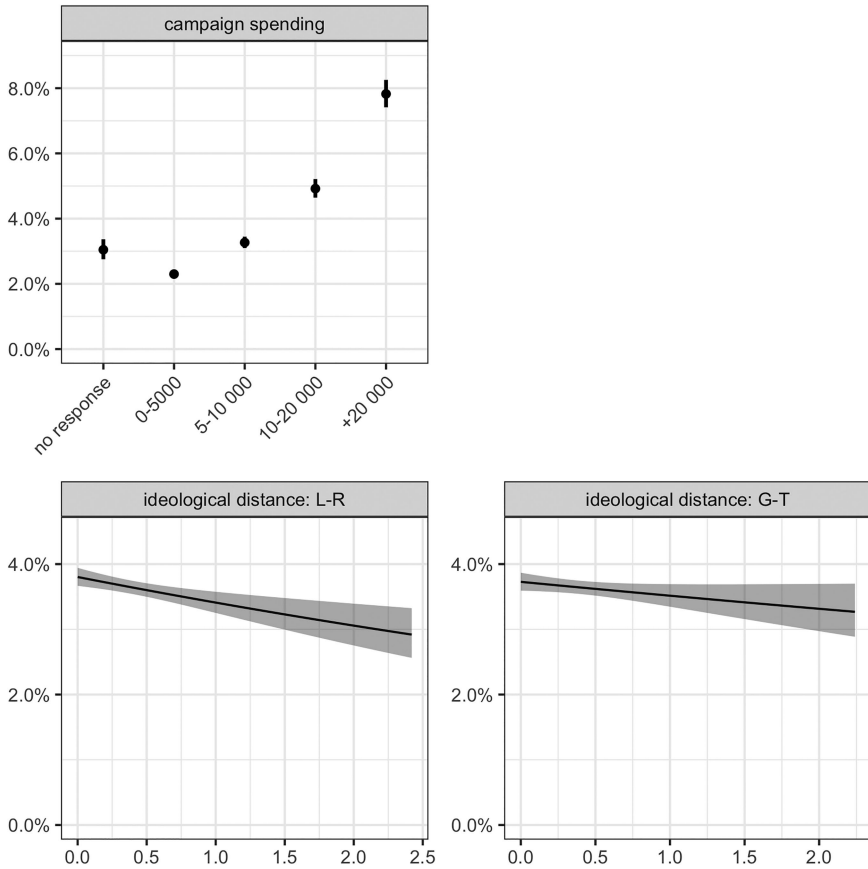 campaign spending
8.0%
6.0%
4.0%
2.0%
0.0%
no response
0-5000
5-10 000
10-20 000
+20 000
ideological distance: L-R
4.0%
2.0%
0.0%
0.0 0.5 1.0 1.5 2.0 2.5
ideological distance: G-T
4.0%
2.0%
0.0%
0.0 0.5 1.0 1.5 2.0